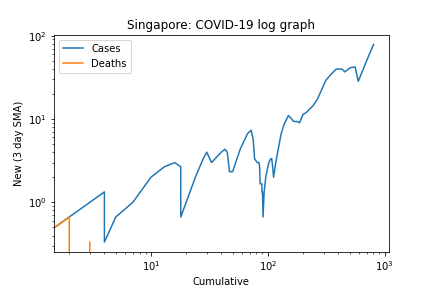 Singapore: COVID-19 log graph
Cases
Deaths
New (3 day SMA)
10²
10¹
10⁰
10¹
10²
10³
Cumulative